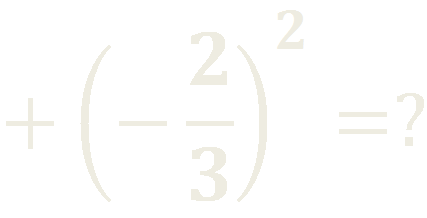 + (−2/3)² =?